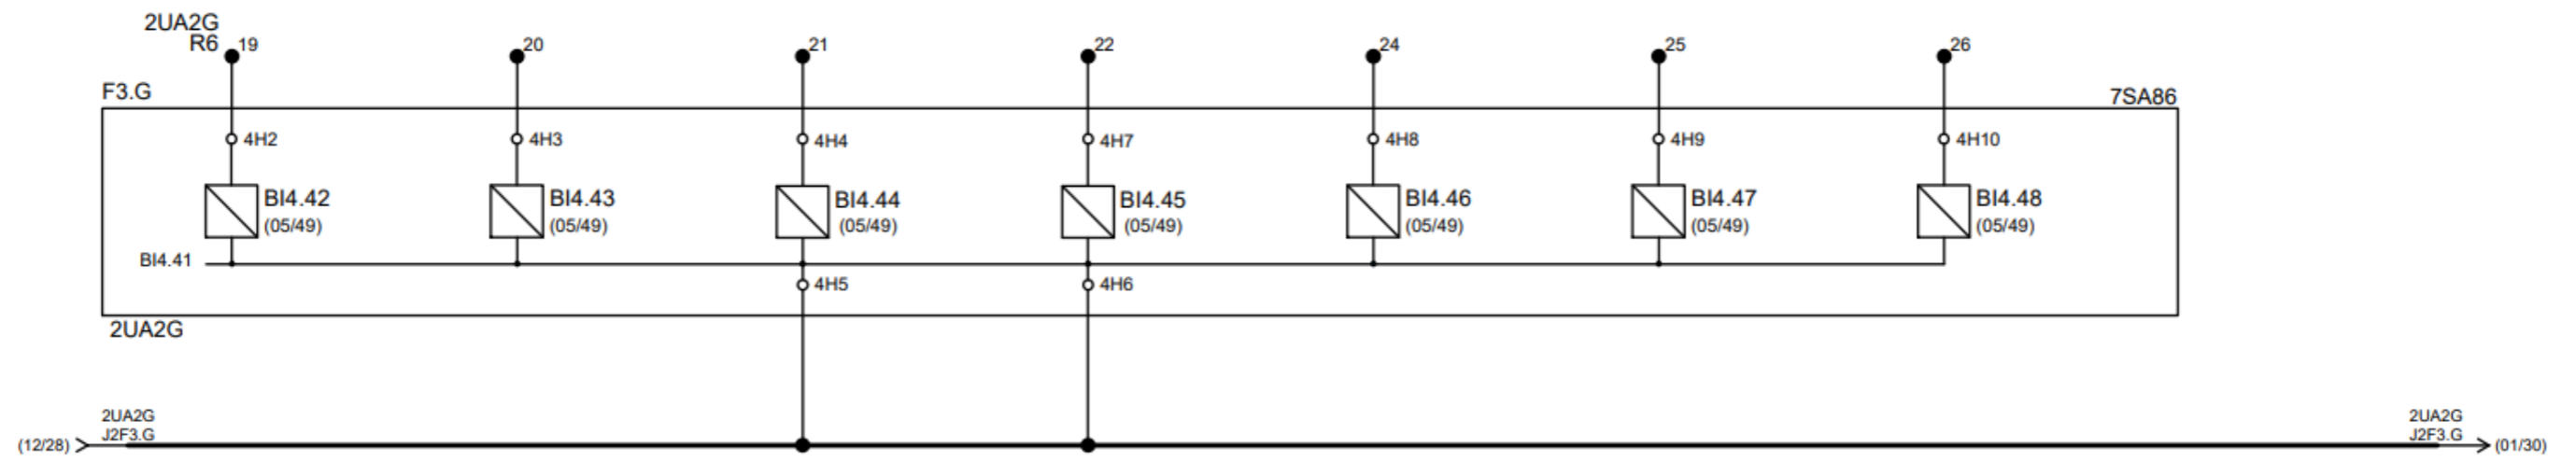 2UA2G
R6 19 20 21 22 24 25 26
F3.G 7SA86
4H2 4H3 4H4 4H7 4H8 4H9 4H10
BI4.42 BI4.43 BI4.44 BI4.45 BI4.46 BI4.47 BI4.48
(05/49) (05/49) (05/49) (05/49) (05/49) (05/49) (05/49)
BI4.41
4H5 4H6
2UA2G
2UA2G 2UA2G
J2F3.G J2F3.G
(12/28) (01/30)